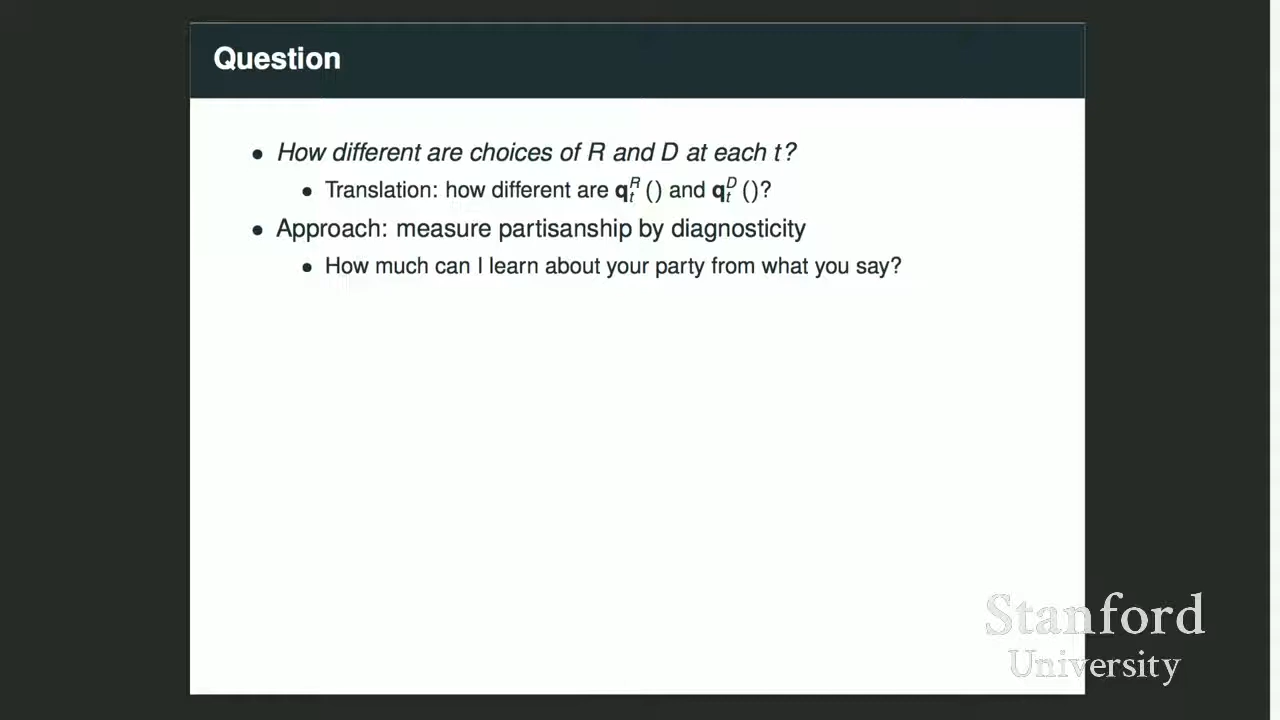 Question
• How different are choices of R and D at each t?
• Translation: how different are q_t^R () and q_t^D ()?
• Approach: measure partisanship by diagnosticity
• How much can I learn about your party from what you say?
Stanford
University